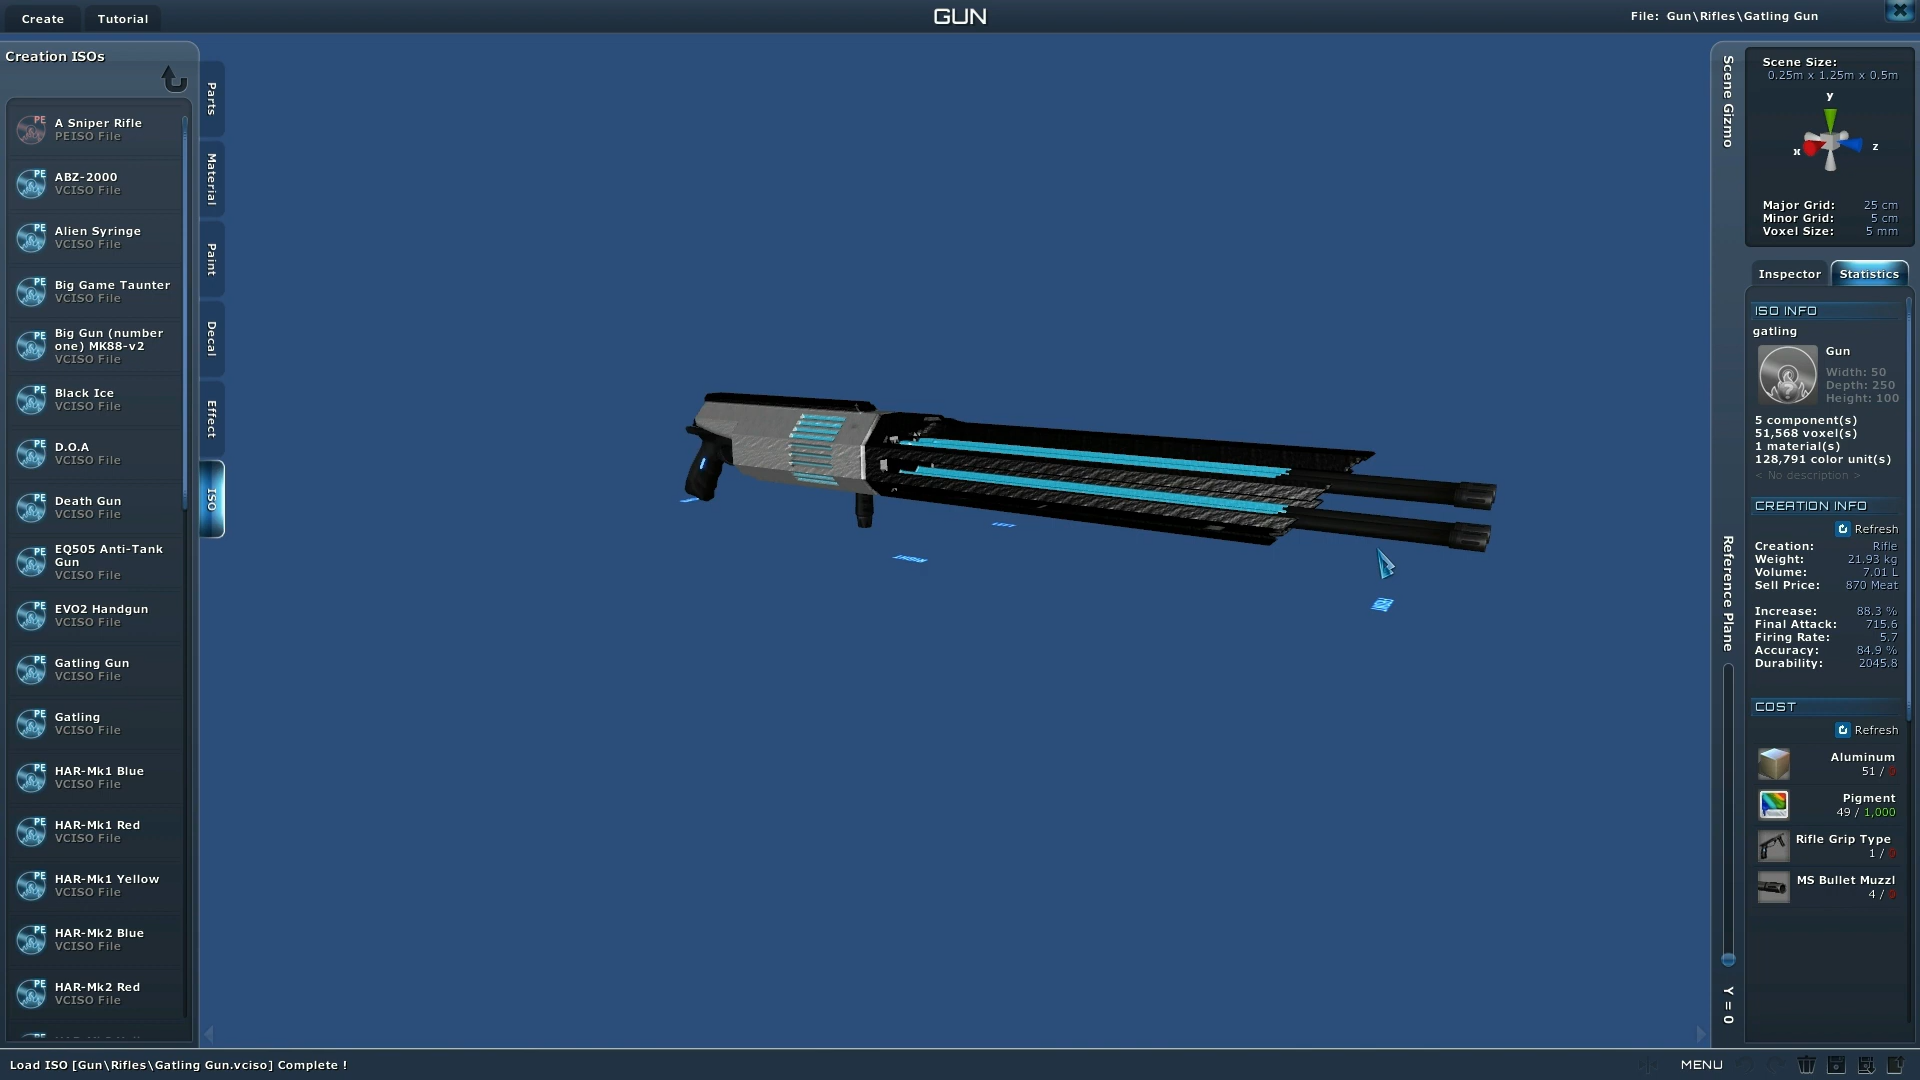 Create
Tutorial
GUN
File: Gun\Rifles\Gatling Gun
Creation ISOs
A Sniper Rifle
PEISO File
ABZ-2000
VCISO File
Alien Syringe
VCISO File
Big Game Taunter
VCISO File
Big Gun (number
one) MK88-v2
VCISO File
Black Ice
VCISO File
D.O.A
VCISO File
Death Gun
VCISO File
EQ505 Anti-Tank
Gun
VCISO File
EVO2 Handgun
VCISO File
Gatling Gun
VCISO File
Gatling
VCISO File
HAR-Mk1 Blue
VCISO File
HAR-Mk1 Red
VCISO File
HAR-Mk1 Yellow
VCISO File
HAR-Mk2 Blue
VCISO File
HAR-Mk2 Red
VCISO File
Parts
Material
Paint
Decal
Effect
ISO
Scene Gizmo
Reference Plane
Y = 0
Scene Size:
0.25m x 1.25m x 0.5m
y
x
z
Major Grid: 25 cm
Minor Grid: 5 cm
Voxel Size: 5 mm
Inspector
Statistics
ISO INFO
gatling
Gun
Width: 50
Depth: 250
Height: 100
5 component(s)
51,568 voxel(s)
1 material(s)
128,791 color unit(s)
< No description >
CREATION INFO
Refresh
Creation: Rifle
Weight: 21.93 kg
Volume: 7.01 L
Sell Price: 870 Meat
Increase: 88.3 %
Final Attack: 715.6
Firing Rate: 5.7
Accuracy: 84.9 %
Durability: 2045.8
COST
Refresh
Aluminum
51 / 0
Pigment
49 / 1,000
Rifle Grip Type
1 / 0
MS Bullet Muzzl
4 / 0
Load ISO [Gun\Rifles\Gatling Gun.vciso] Complete !
MENU